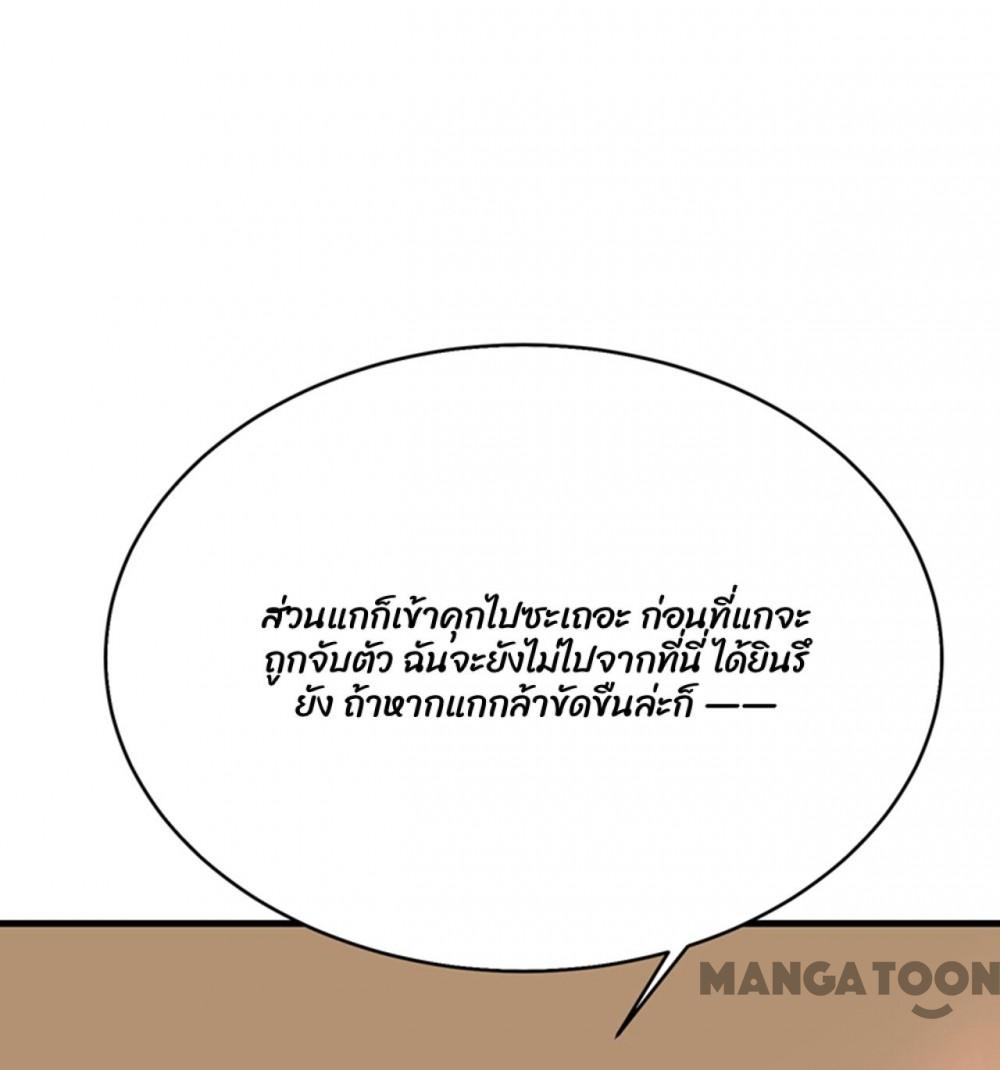 ส่วนแกก็เข้าคุกไปซะเถอะ ก่อนที่แกจะ
ถูกจับตัว ฉันจะยังไม่ไปจากที่นี่ ได้ยินรึ
ยัง ถ้าหากแกกล้าขัดขืนล่ะก็ ——
MANGATOON